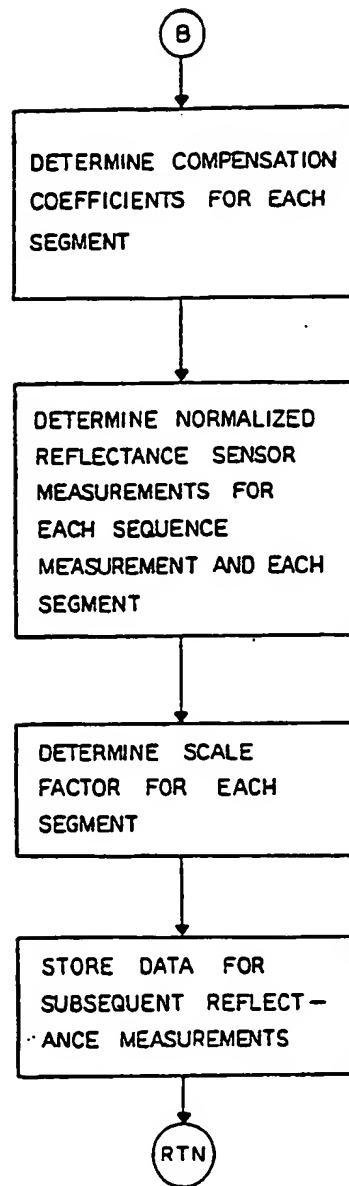 B
DETERMINE COMPENSATION
COEFFICIENTS FOR EACH
SEGMENT
DETERMINE NORMALIZED
REFLECTANCE SENSOR
MEASUREMENTS FOR
EACH SEQUENCE
MEASUREMENT AND EACH
SEGMENT
DETERMINE SCALE
FACTOR FOR EACH
SEGMENT
STORE DATA FOR
SUBSEQUENT REFLECT-
ANCE MEASUREMENTS
RTN